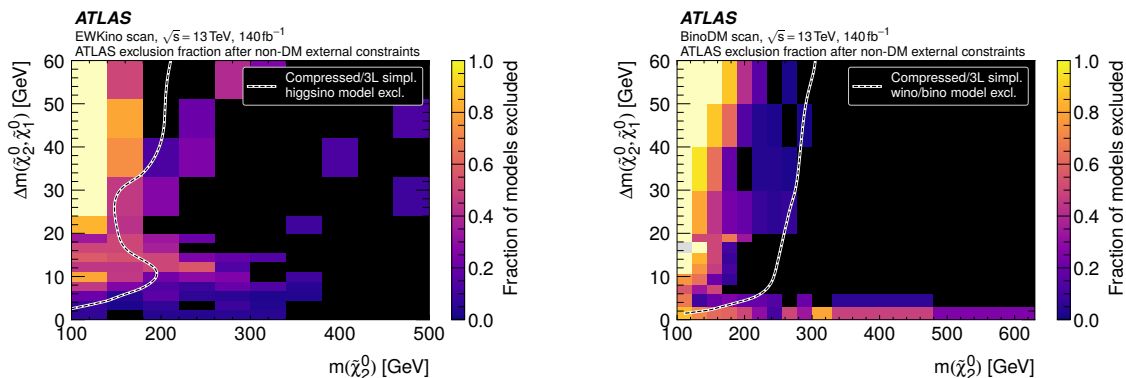 ATLAS
EWKino scan, √s = 13 TeV, 140 fb⁻¹
ATLAS exclusion fraction after non-DM external constraints
Compressed/3L simpl.
higgsino model excl.
60
50
40
30
20
10
0
Δm(χ̃⁰₂, χ̃⁰₁) [GeV]
100
200
300
400
500
m(χ̃⁰₂) [GeV]
1.0
0.8
0.6
0.4
0.2
0.0
Fraction of models excluded
ATLAS
BinoDM scan, √s = 13 TeV, 140 fb⁻¹
ATLAS exclusion fraction after non-DM external constraints
Compressed/3L simpl.
wino/bino model excl.
60
50
40
30
20
10
0
Δm(χ̃⁰₂, χ̃⁰₁) [GeV]
100
200
300
400
500
600
m(χ̃⁰₂) [GeV]
1.0
0.8
0.6
0.4
0.2
0.0
Fraction of models excluded